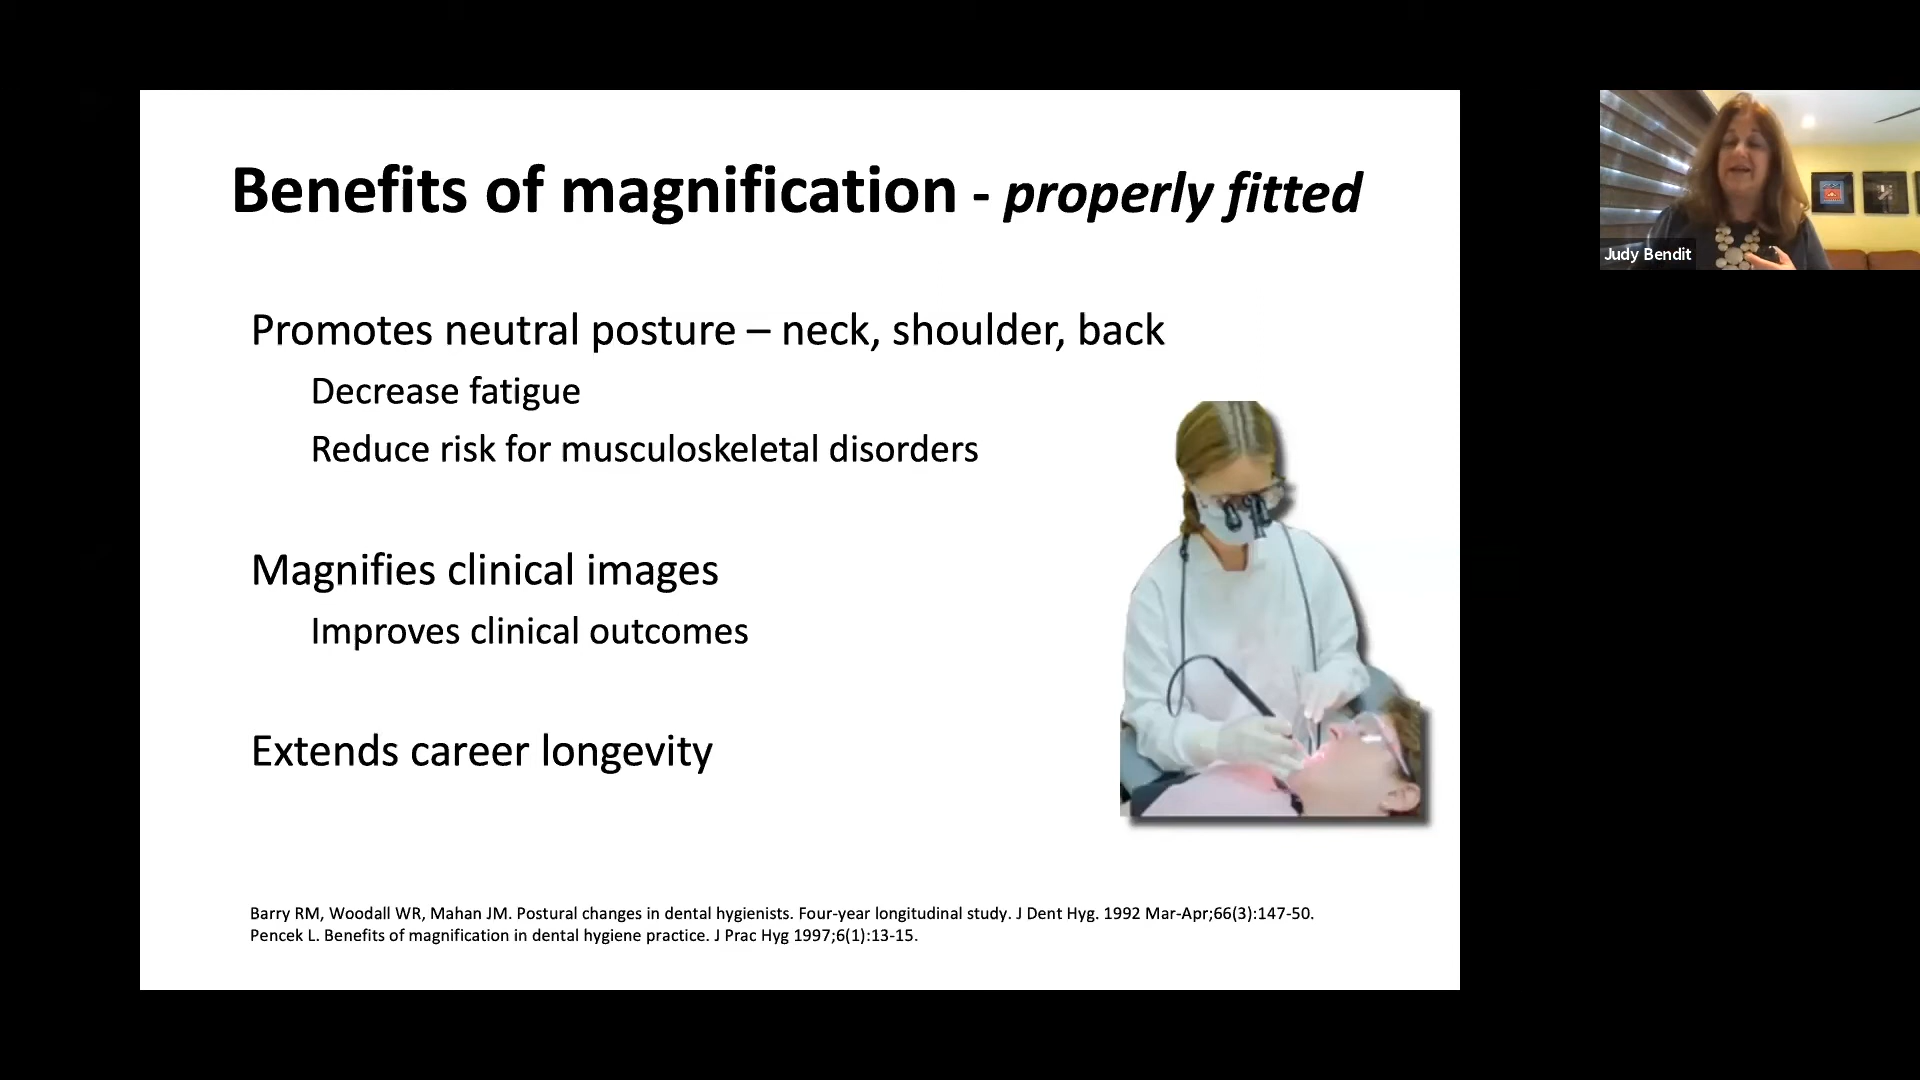 Benefits of magnification - properly fitted
Promotes neutral posture – neck, shoulder, back
Decrease fatigue
Reduce risk for musculoskeletal disorders
Magnifies clinical images
Improves clinical outcomes
Extends career longevity
Barry RM, Woodall WR, Mahan JM. Postural changes in dental hygienists. Four-year longitudinal study. J Dent Hyg. 1992 Mar-Apr;66(3):147-50.
Pencek L. Benefits of magnification in dental hygiene practice. J Prac Hyg 1997;6(1):13-15.
Judy Bendit